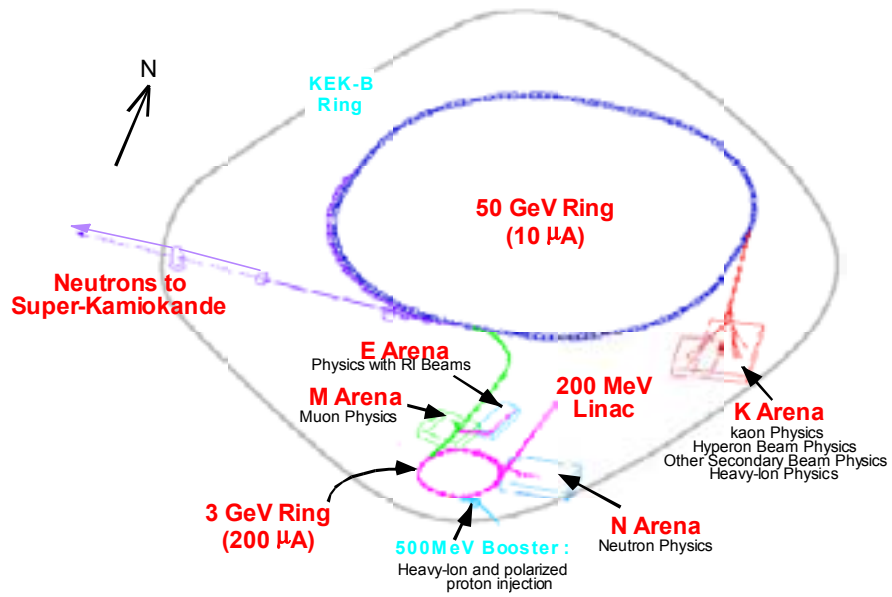 N
KEK-B
Ring
50 GeV Ring
(10 μA)
Neutrons to
Super-Kamiokande
E Arena
Physics with RI Beams
M Arena
Muon Physics
200 MeV
Linac
K Arena
kaon Physics
Hyperon Beam Physics
Other Secondary Beam Physics
Heavy-Ion Physics
3 GeV Ring
(200 μA)
N Arena
Neutron Physics
500MeV Booster :
Heavy-Ion and polarized
proton injection